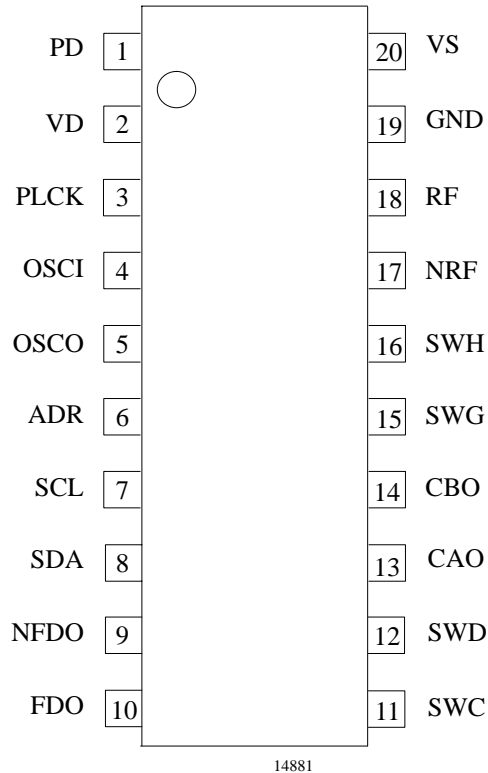 PD 1 20 VS
VD 2 19 GND
PLCK 3 18 RF
OSCI 4 17 NRF
OSCO 5 16 SWH
ADR 6 15 SWG
SCL 7 14 CBO
SDA 8 13 CAO
NFDO 9 12 SWD
FDO 10 11 SWC
14881